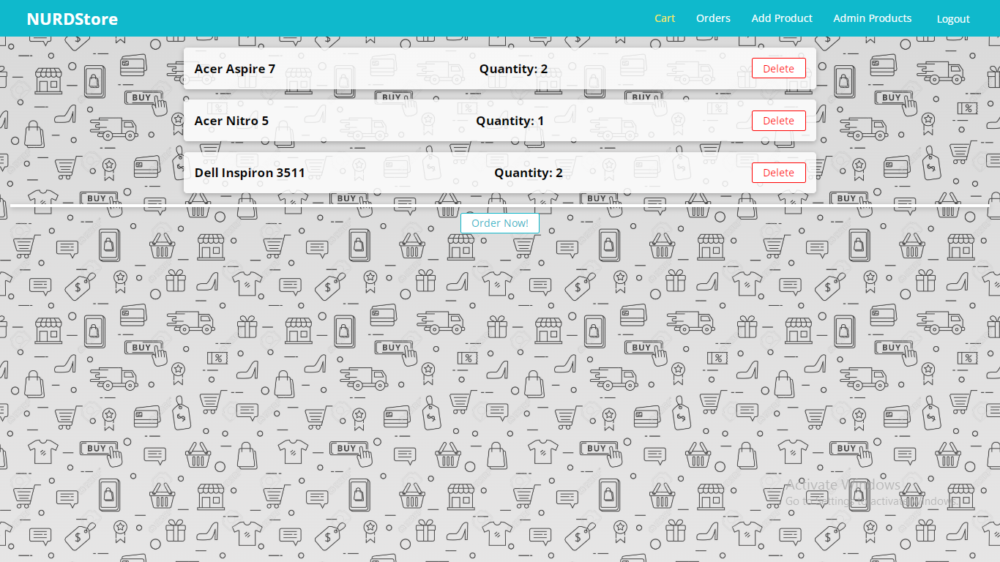 NURDStore Cart Orders Add Product Admin Products Logout
Acer Aspire 7 Quantity: 2 Delete
Acer Nitro 5 Quantity: 1 Delete
Dell Inspiron 3511 Quantity: 2 Delete
Order Now!
BUY
Activate Windows
Go to Settings to activate Windows.